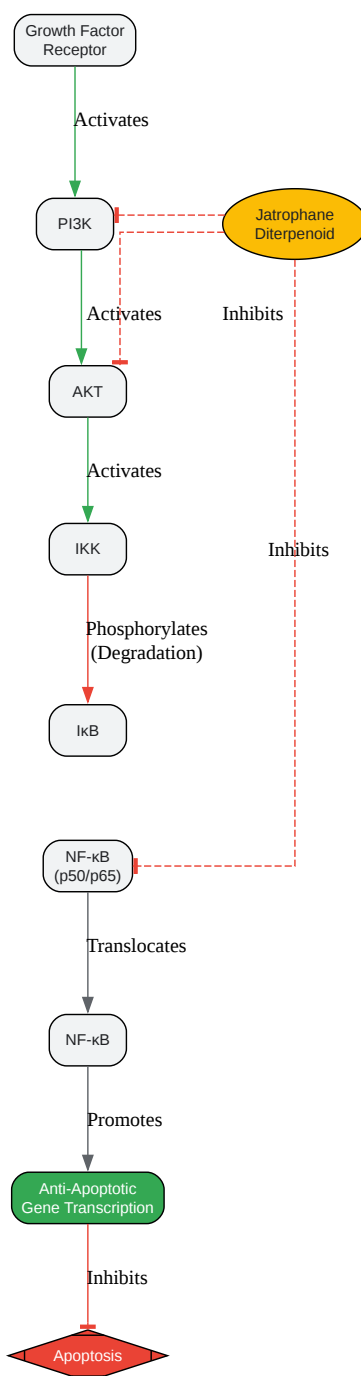 Growth Factor
Receptor
Activates
PI3K
Jatrophane
Diterpenoid
Activates
Inhibits
AKT
Activates
IKK
Inhibits
Phosphorylates
(Degradation)
IκB
NF-κB
(p50/p65)
Translocates
NF-κB
Promotes
Anti-Apoptotic
Gene Transcription
Inhibits
Apoptosis